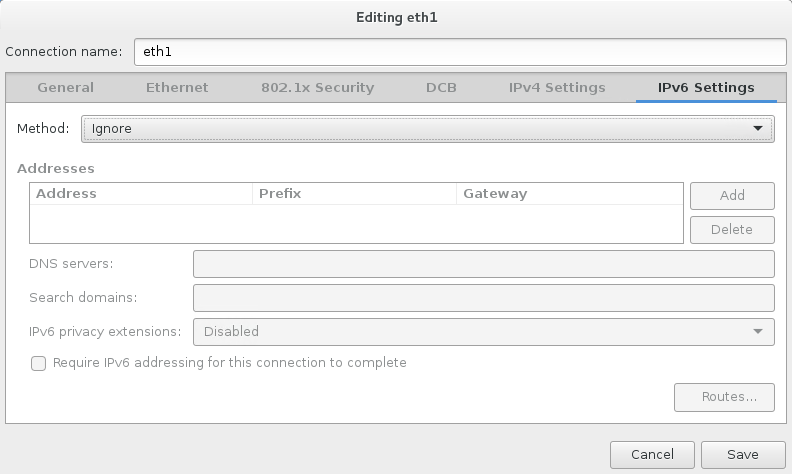 Editing eth1
Connection name: eth1
General Ethernet 802.1x Security DCB IPv4 Settings IPv6 Settings
Method: Ignore
Addresses
Address Prefix Gateway Add
Delete
DNS servers:
Search domains:
IPv6 privacy extensions: Disabled
Require IPv6 addressing for this connection to complete
Routes...
Cancel Save